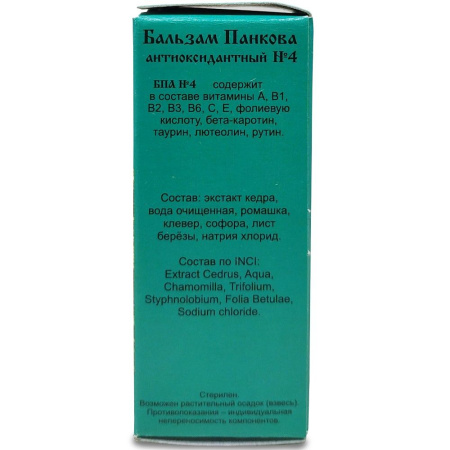 Бальзам Панкова
антиоксидантный №4
БПА №4 содержит
в составе витамины А, В1,
В2, В3, В6, С, Е, фолиевую
кислоту, бета-каротин,
таурин, лютеолин, рутин.
Состав: экстакт кедра,
вода очищенная, ромашка,
клевер, софора, лист
берёзы, натрия хлорид.
Состав по INCI:
Extract Cedrus, Aqua,
Chamomilla, Trifolium,
Styphnolobium, Folia Betulae,
Sodium chloride.
Стерилен.
Возможен растительный осадок (взвесь).
Противопоказания – индивидуальная
непереносимость компонентов.